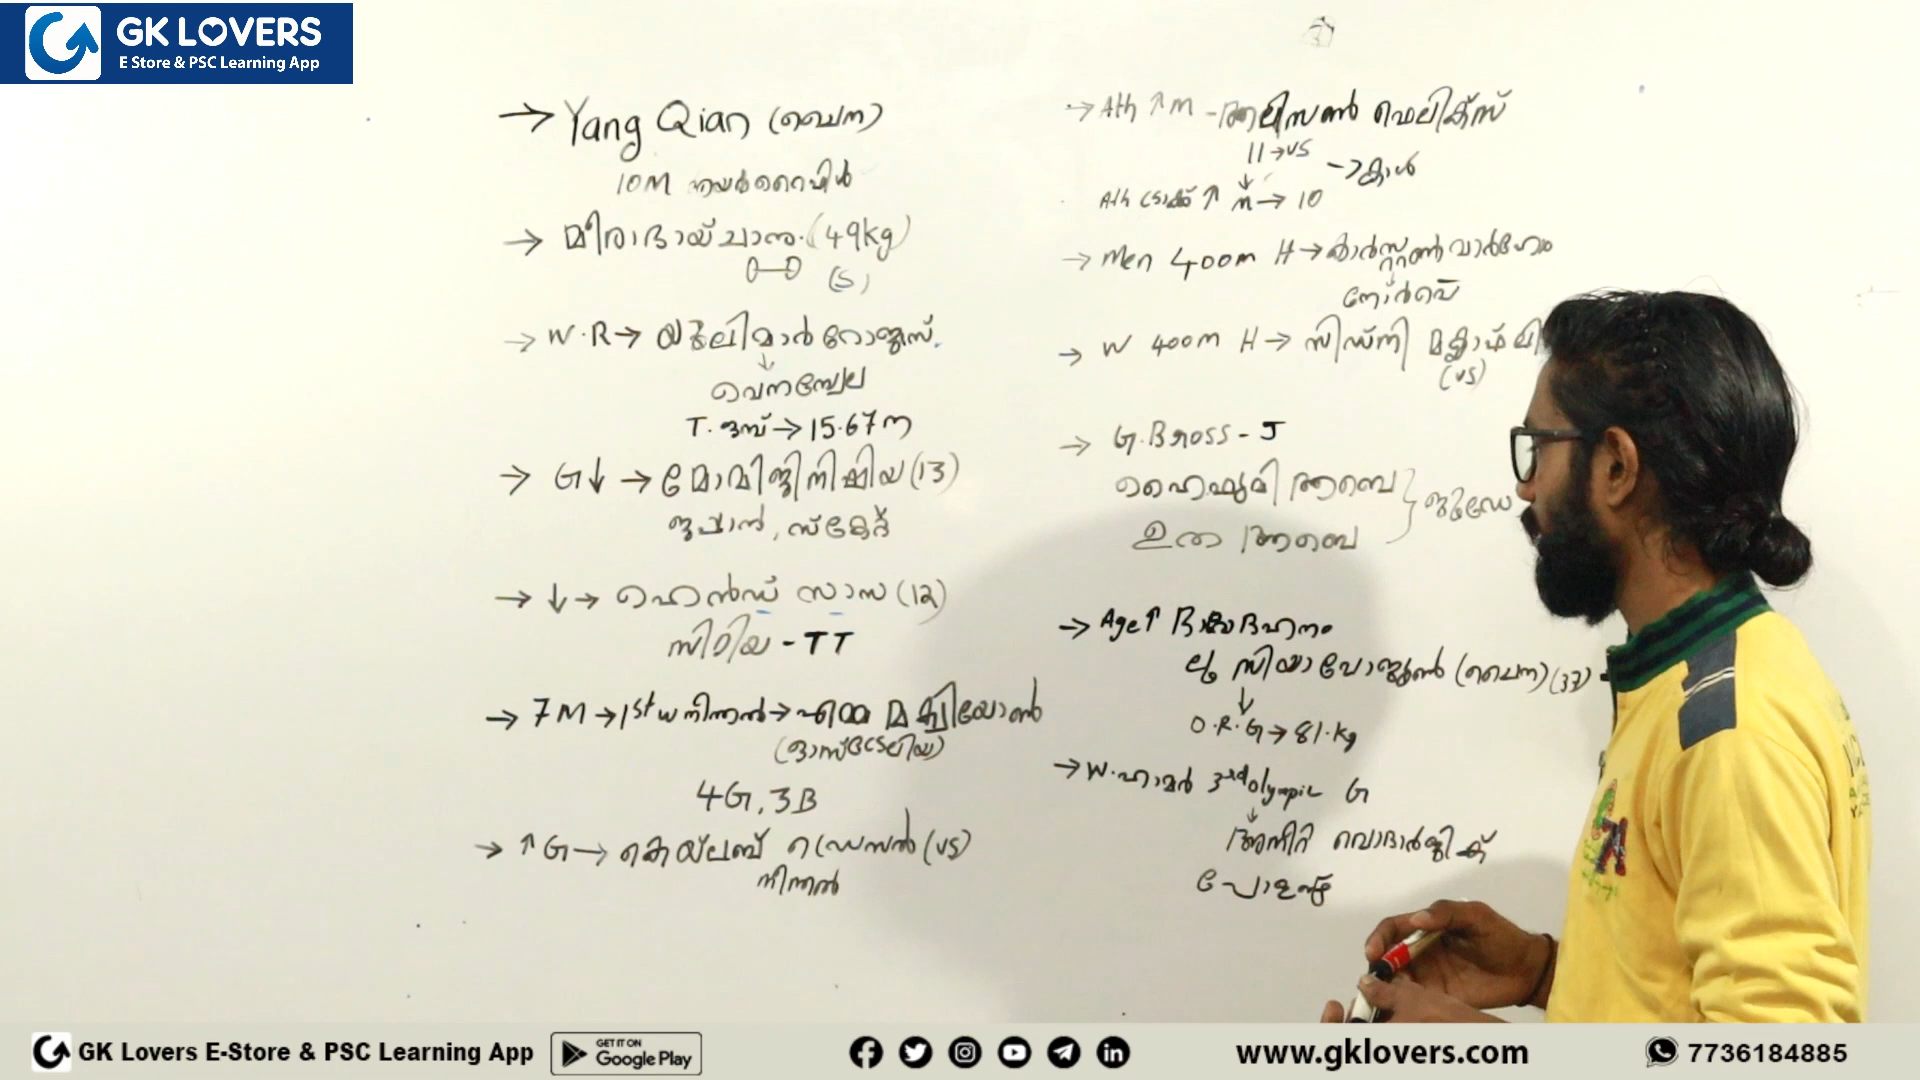 GK LOVERS
E Store & PSC Learning App
→ Yang Qian (ചൈന)
10M എയർറൈഫിൾ
→ മീരാഭായ് ചാനു (49kg)
(S)
→ W.R → യുലിമാർ റോജസ്
↓
വെനസ്വേല
T. ജമ്പ് → 15.67m
→ G↓ → മോമിജി നിഷിയ (13)
ജപ്പാൻ, സ്കേറ്റ്
→ ↓ → ഹെൻഡ് സാസ (12)
സിറിയ - TT
→ 7M → 1st w നീന്തൽ → എമ്മ മക്കിയോൺ
(ഓസ്ട്രേലിയ)
4G, 3B
→ ↑G → കെയ്‌ലബ് ഡ്രെസൽ (US)
നീന്തൽ
→ Ath ↑M - അലിസൺ ഫെലിക്സ്
11 → US
Ath ട്രാക്ക് ↑ M → 10
→ Men 400m H → കാർസ്റ്റൺ വാർഹോം
നോർവെ
→ W 400m H → സിഡ്നി
(US)
→ G. Bross - J
ഹൈഫുമി ആബെ
ഉത ആബെ
ജൂഡോ
→ Age↑ ഭാരോദ്വഹനം
ലു സിയാവോജുൺ (ചൈന) (37)
↓
O.R.G → 81.kg
→ W.ഹാമർ 3rd olympic G
↓
അനീറ്റ വൊദാർജിക്
പോളണ്ട്
GK Lovers E-Store & PSC Learning App
GET IT ON
Google Play
www.gklovers.com
7736184885